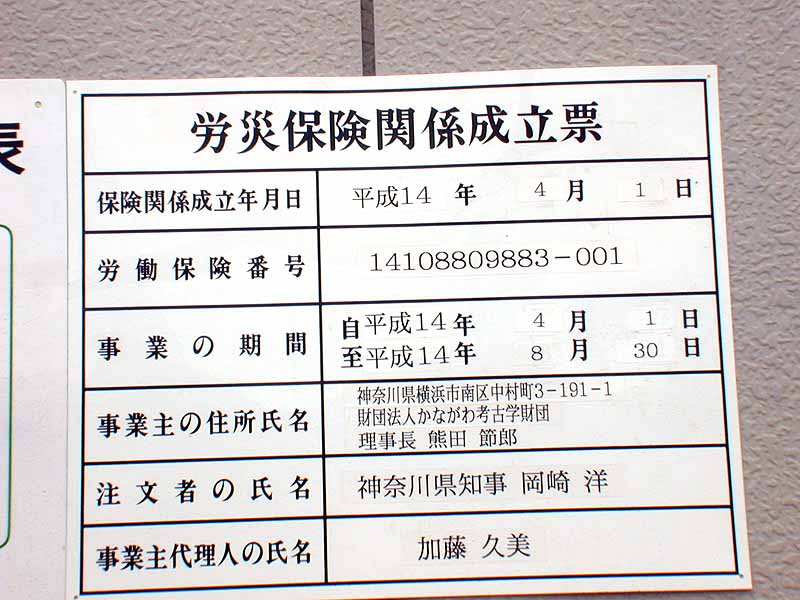 長
労災保険関係成立票
保険関係成立年月日 平成14年 4月 1日
労働保険番号 14108809883-001
事業の期間 自平成14年 4月 1日
至平成14年 8月 30日
事業主の住所氏名 神奈川県横浜市南区中村町3-191-1
財団法人かながわ考古学財団
理事長 熊田 節郎
注文者の氏名 神奈川県知事 岡崎 洋
事業主代理人の氏名 加藤 久美